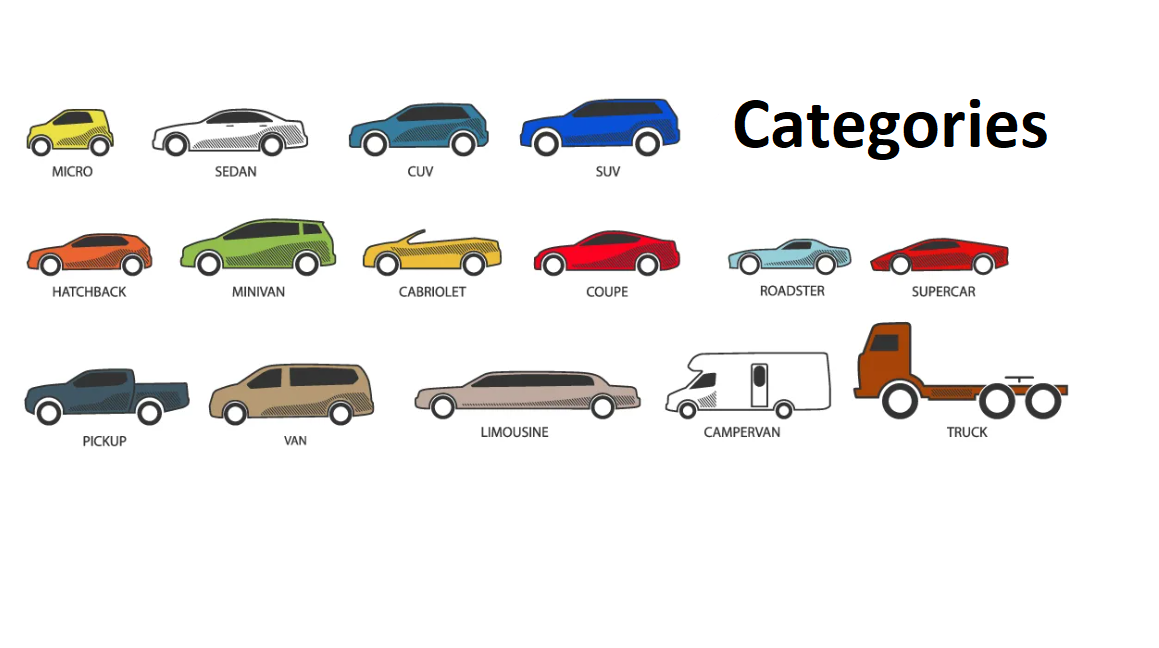 Categories
MICRO
SEDAN
CUV
SUV
HATCHBACK
MINIVAN
CABRIOLET
COUPE
ROADSTER
SUPERCAR
PICKUP
VAN
LIMOUSINE
CAMPERVAN
TRUCK